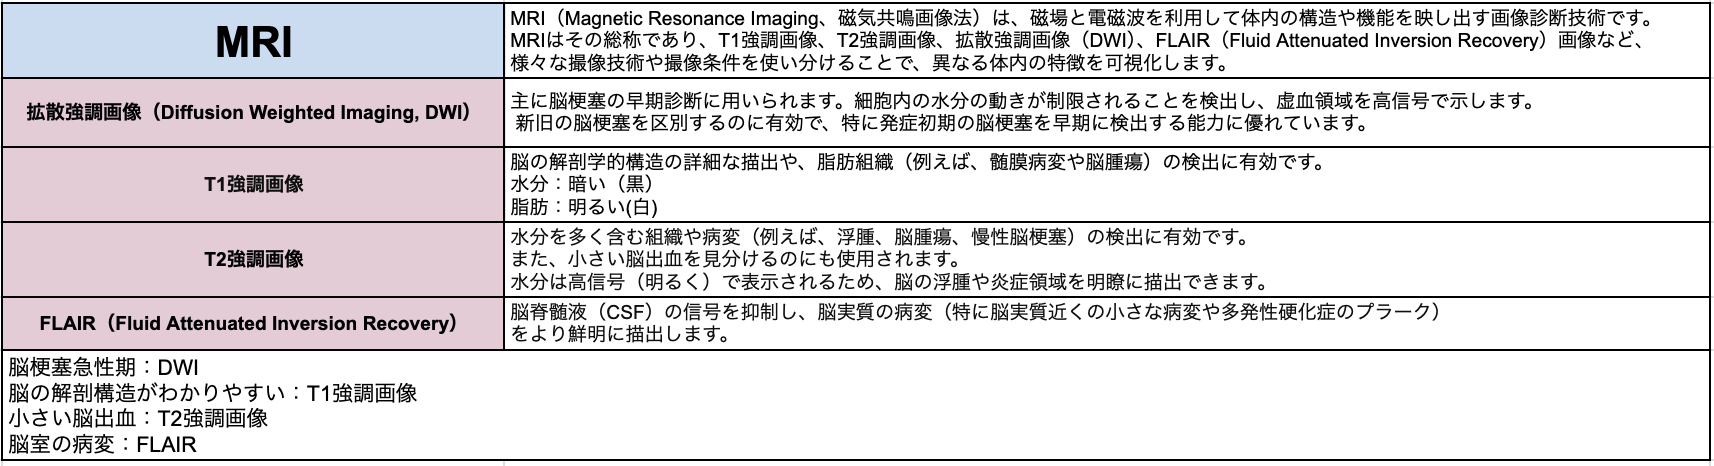 MRI
MRI（Magnetic Resonance Imaging、磁気共鳴画像法）は、磁場と電磁波を利用して体内の構造や機能を映し出す画像診断技術です。
MRIはその総称であり、T1強調画像、T2強調画像、拡散強調画像（DWI）、FLAIR（Fluid Attenuated Inversion Recovery）画像など、
様々な撮像技術や撮像条件を使い分けることで、異なる体内の特徴を可視化します。
拡散強調画像（Diffusion Weighted Imaging, DWI）
主に脳梗塞の早期診断に用いられます。細胞内の水分の動きが制限されることを検出し、虚血領域を高信号で示します。
新旧の脳梗塞を区別するのに有効で、特に発症初期の脳梗塞を早期に検出する能力に優れています。
T1強調画像
脳の解剖学的構造の詳細な描出や、脂肪組織（例えば、髄膜病変や脳腫瘍）の検出に有効です。
水分：暗い（黒）
脂肪：明るい(白)
T2強調画像
水分を多く含む組織や病変（例えば、浮腫、脳腫瘍、慢性脳梗塞）の検出に有効です。
また、小さい脳出血を見分けるのにも使用されます。
水分は高信号（明るく）で表示されるため、脳の浮腫や炎症領域を明瞭に描出できます。
FLAIR（Fluid Attenuated Inversion Recovery）
脳脊髄液（CSF）の信号を抑制し、脳実質の病変（特に脳実質近くの小さな病変や多発性硬化症のプラーク）
をより鮮明に描出します。
脳梗塞急性期：DWI
脳の解剖構造がわかりやすい：T1強調画像
小さい脳出血：T2強調画像
脳室の病変：FLAIR